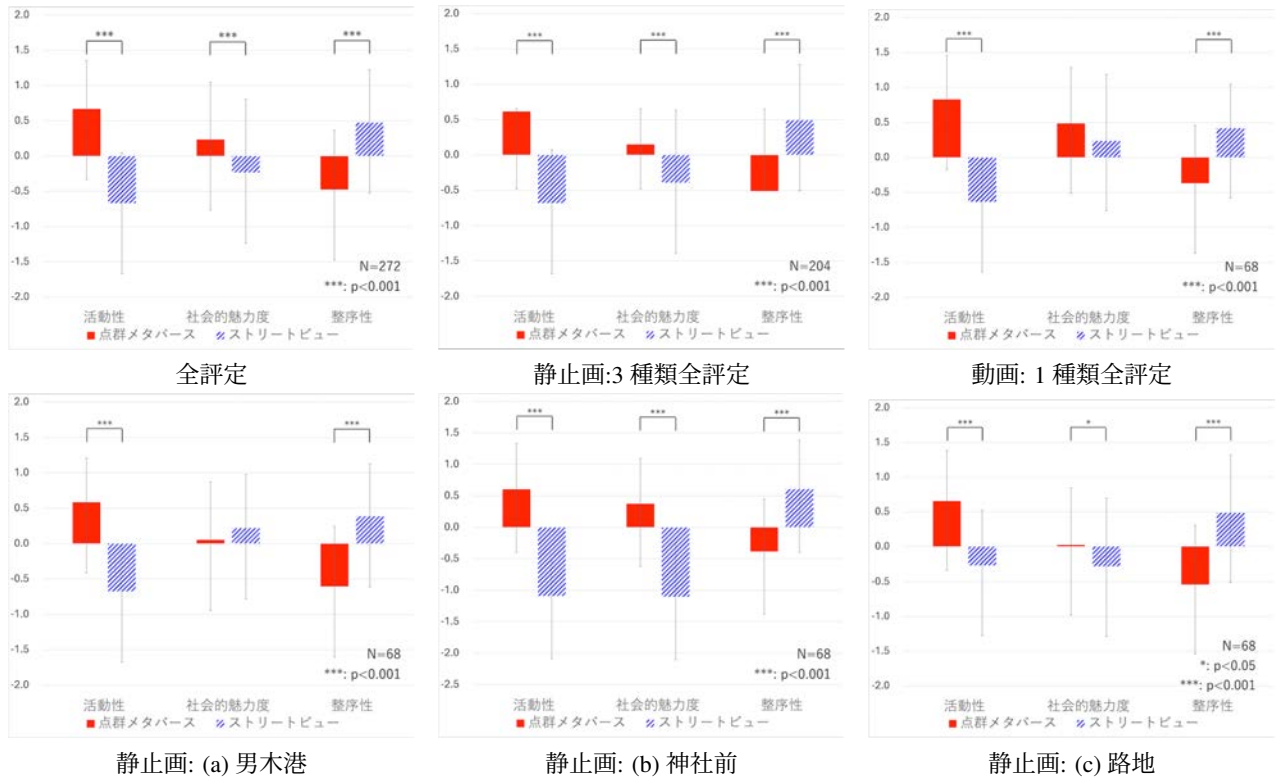 2.0
1.5
1.0
0.5
0.0
-0.5
-1.0
-1.5
-2.0
***
***
***
N=272
***: p<0.001
活動性 社会的魅力度 整序性
点群メタバース ストリートビュー
全評定
2.0
1.5
1.0
0.5
0.0
-0.5
-1.0
-1.5
-2.0
***
***
***
N=204
***: p<0.001
活動性 社会的魅力度 整序性
点群メタバース ストリートビュー
静止画:3 種類全評定
2.0
1.5
1.0
0.5
0.0
-0.5
-1.0
-1.5
-2.0
***
***
N=68
***: p<0.001
活動性 社会的魅力度 整序性
点群メタバース ストリートビュー
動画: 1 種類全評定
2.0
1.5
1.0
0.5
0.0
-0.5
-1.0
-1.5
-2.0
***
***
N=68
***: p<0.001
活動性 社会的魅力度 整序性
点群メタバース ストリートビュー
静止画: (a) 男木港
2.0
1.5
1.0
0.5
0.0
-0.5
-1.0
-1.5
-2.0
-2.5
***
***
***
N=68
***: p<0.001
活動性 社会的魅力度 整序性
点群メタバース ストリートビュー
静止画: (b) 神社前
2.0
1.5
1.0
0.5
0.0
-0.5
-1.0
-1.5
-2.0
***
*
***
N=68
*: p<0.05
***: p<0.001
活動性 社会的魅力度 整序性
点群メタバース ストリートビュー
静止画: (c) 路地